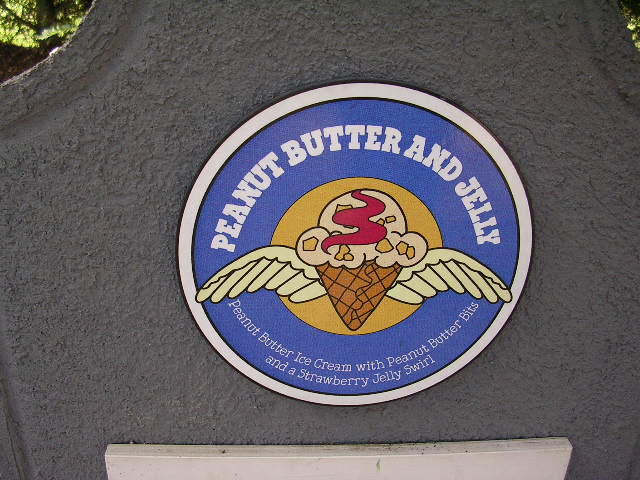 PEANUT BUTTER AND JELLY
Peanut Butter Ice Cream with Peanut Butter Bits
and a Strawberry Jelly Swirl